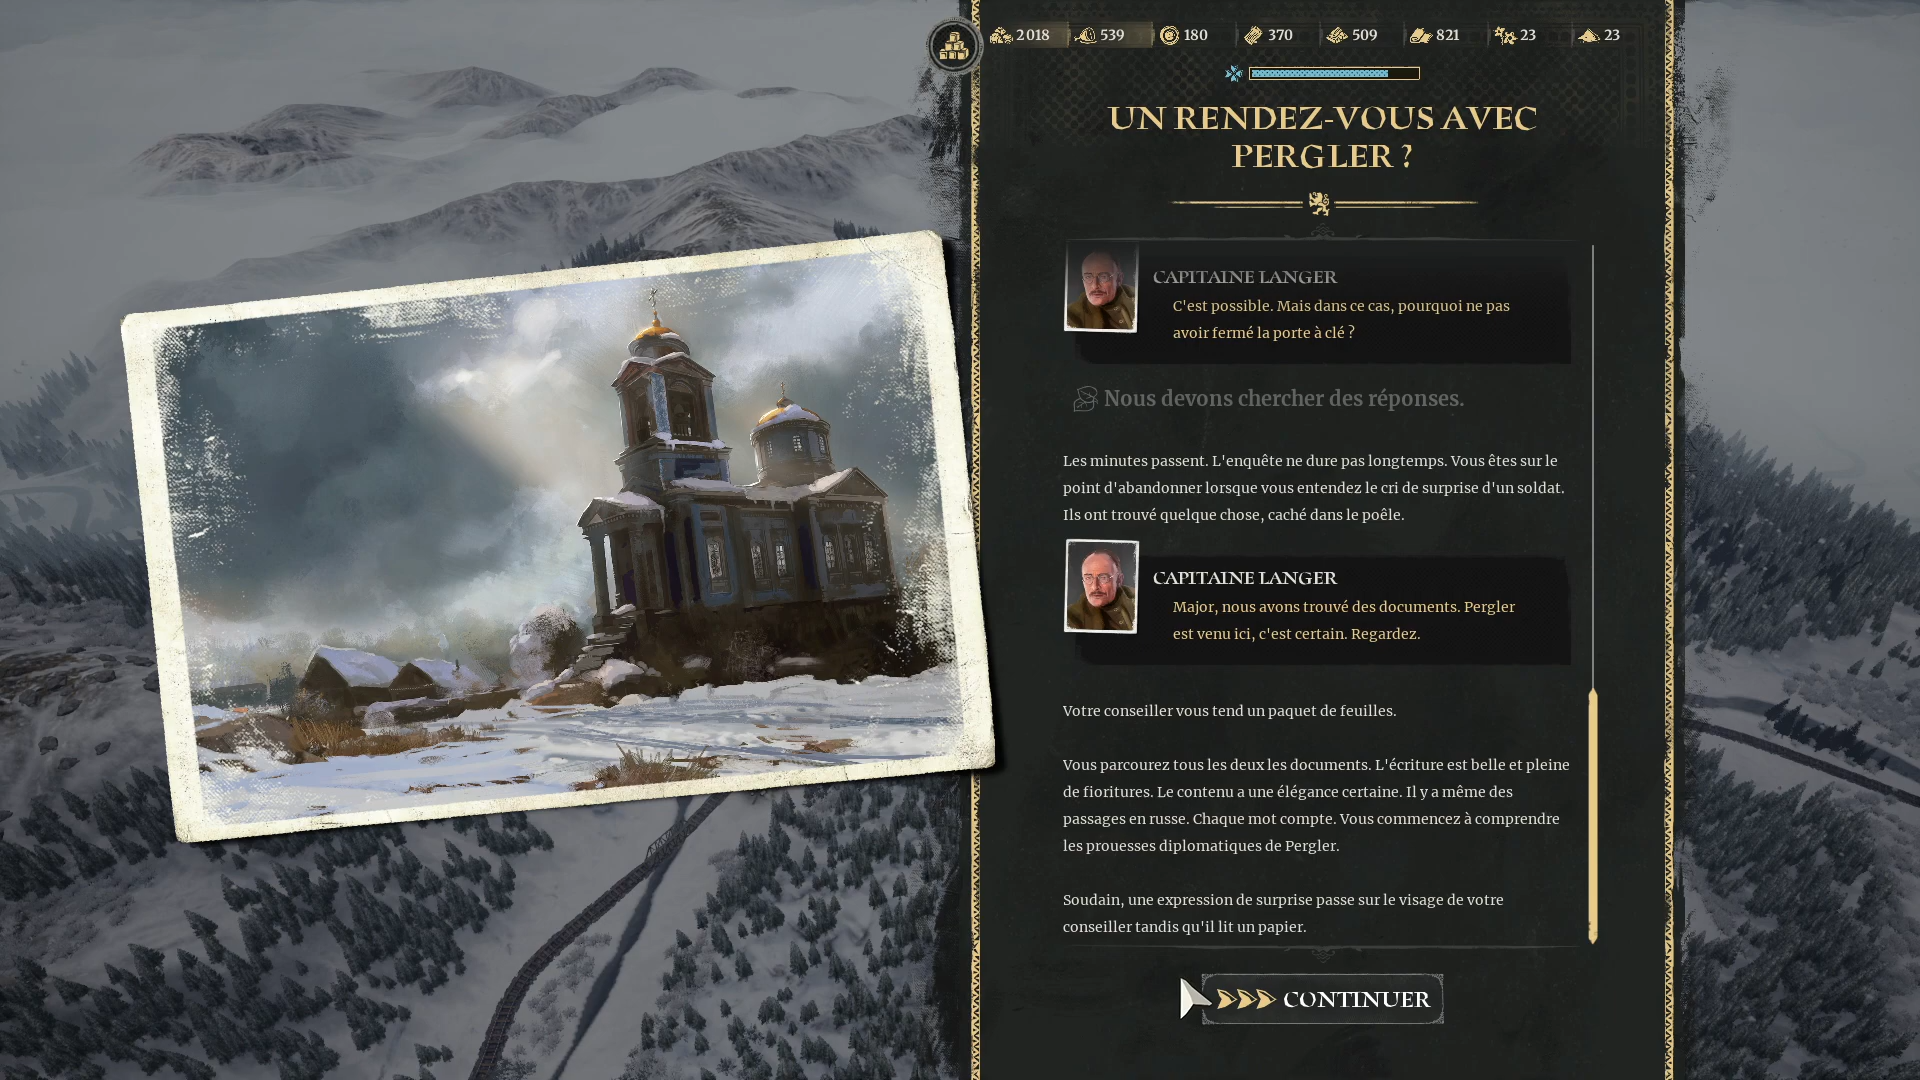 2018 539 180 370 509 821 23 23
UN RENDEZ-VOUS AVEC
PERGLER ?
CAPITAINE LANGER
C'est possible. Mais dans ce cas, pourquoi ne pas
avoir fermé la porte à clé ?
Nous devons chercher des réponses.
Les minutes passent. L'enquête ne dure pas longtemps. Vous êtes sur le
point d'abandonner lorsque vous entendez le cri de surprise d'un soldat.
Ils ont trouvé quelque chose, caché dans le poêle.
CAPITAINE LANGER
Major, nous avons trouvé des documents. Pergler
est venu ici, c'est certain. Regardez.
Votre conseiller vous tend un paquet de feuilles.
Vous parcourez tous les deux les documents. L'écriture est belle et pleine
de fioritures. Le contenu a une élégance certaine. Il y a même des
passages en russe. Chaque mot compte. Vous commencez à comprendre
les prouesses diplomatiques de Pergler.
Soudain, une expression de surprise passe sur le visage de votre
conseiller tandis qu'il lit un papier.
CONTINUER